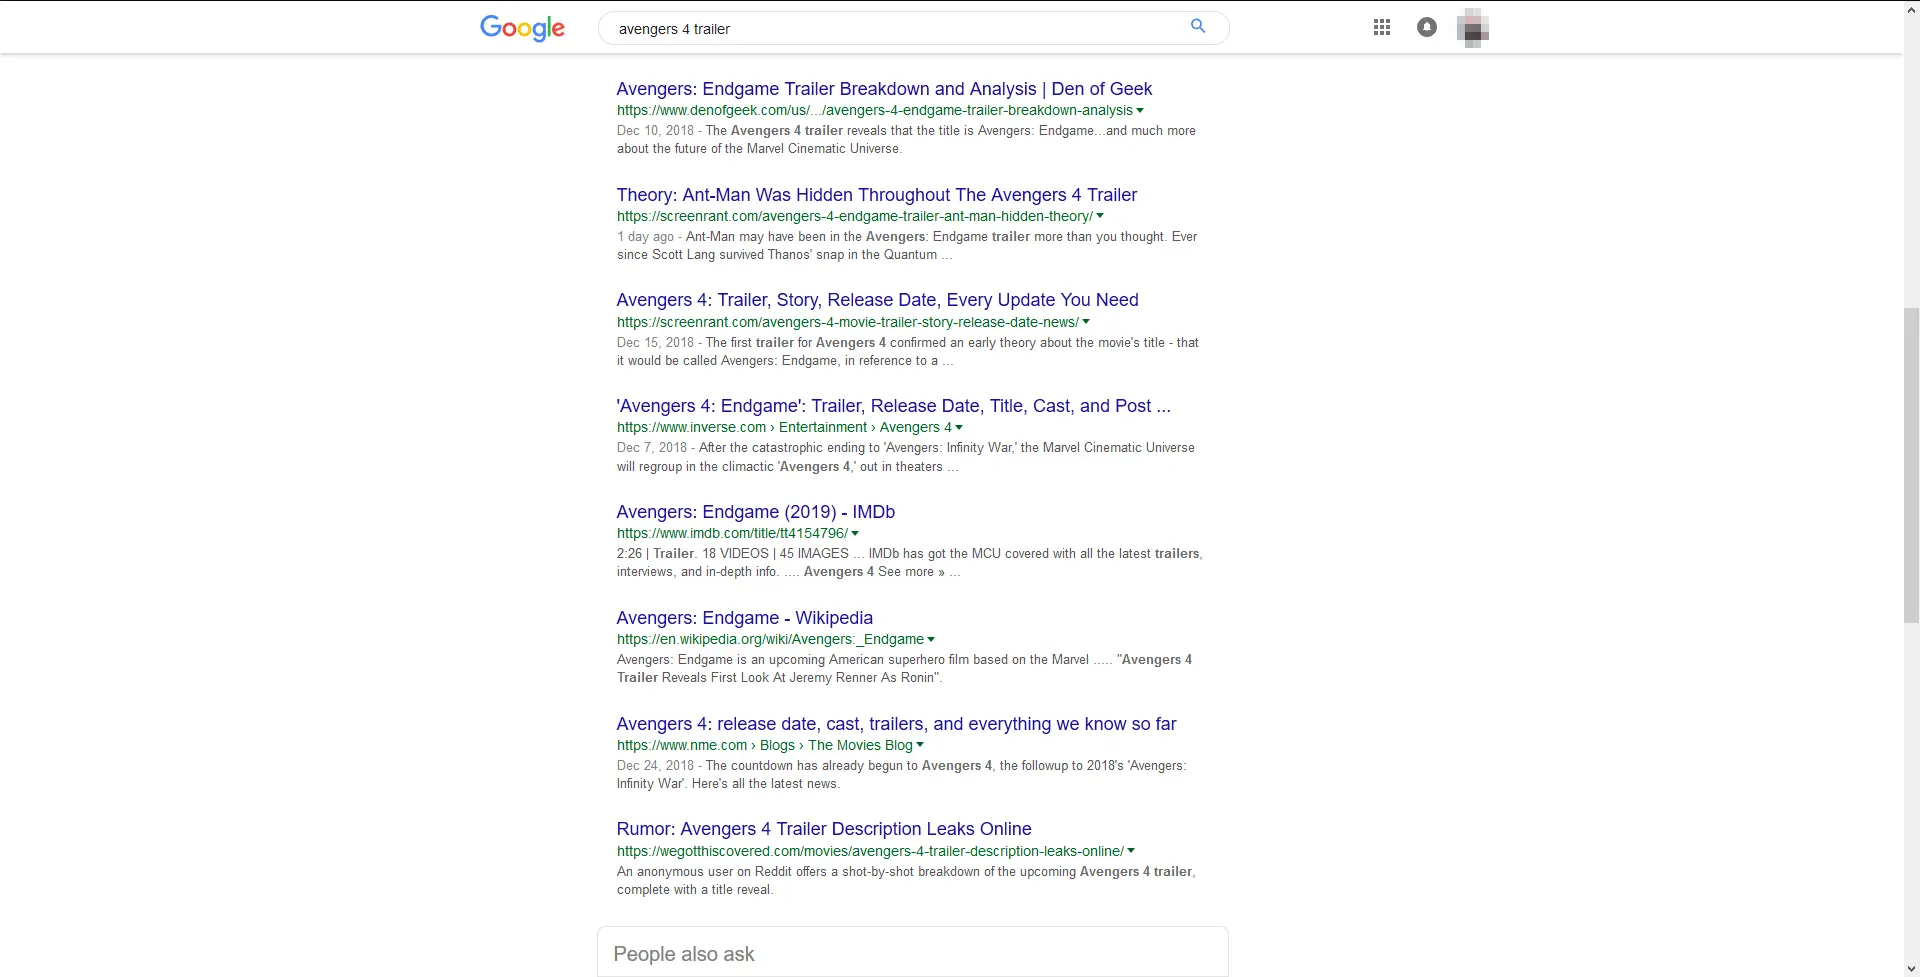 Google
avengers 4 trailer
Avengers: Endgame Trailer Breakdown and Analysis | Den of Geek
https://www.denofgeek.com/us/.../avengers-4-endgame-trailer-breakdown-analysis
Dec 10, 2018 - The Avengers 4 trailer reveals that the title is Avengers: Endgame...and much more
about the future of the Marvel Cinematic Universe.
Theory: Ant-Man Was Hidden Throughout The Avengers 4 Trailer
https://screenrant.com/avengers-4-endgame-trailer-ant-man-hidden-theory/
1 day ago - Ant-Man may have been in the Avengers: Endgame trailer more than you thought. Ever
since Scott Lang survived Thanos' snap in the Quantum ...
Avengers 4: Trailer, Story, Release Date, Every Update You Need
https://screenrant.com/avengers-4-movie-trailer-story-release-date-news/
Dec 15, 2018 - The first trailer for Avengers 4 confirmed an early theory about the movie's title - that
it would be called Avengers: Endgame, in reference to a ...
'Avengers 4: Endgame': Trailer, Release Date, Title, Cast, and Post ...
https://www.inverse.com › Entertainment › Avengers 4
Dec 7, 2018 - After the catastrophic ending to 'Avengers: Infinity War,' the Marvel Cinematic Universe
will regroup in the climactic 'Avengers 4,' out in theaters ...
Avengers: Endgame (2019) - IMDb
https://www.imdb.com/title/tt4154796/
2:26 | Trailer. 18 VIDEOS | 45 IMAGES ... IMDb has got the MCU covered with all the latest trailers,
interviews, and in-depth info. .... Avengers 4 See more » ...
Avengers: Endgame - Wikipedia
https://en.wikipedia.org/wiki/Avengers:_Endgame
Avengers: Endgame is an upcoming American superhero film based on the Marvel ..... "Avengers 4
Trailer Reveals First Look At Jeremy Renner As Ronin".
Avengers 4: release date, cast, trailers, and everything we know so far
https://www.nme.com › Blogs › The Movies Blog
Dec 24, 2018 - The countdown has already begun to Avengers 4, the followup to 2018's 'Avengers:
Infinity War'. Here's all the latest news.
Rumor: Avengers 4 Trailer Description Leaks Online
https://wegotthiscovered.com/movies/avengers-4-trailer-description-leaks-online/
An anonymous user on Reddit offers a shot-by-shot breakdown of the upcoming Avengers 4 trailer,
complete with a title reveal.
People also ask